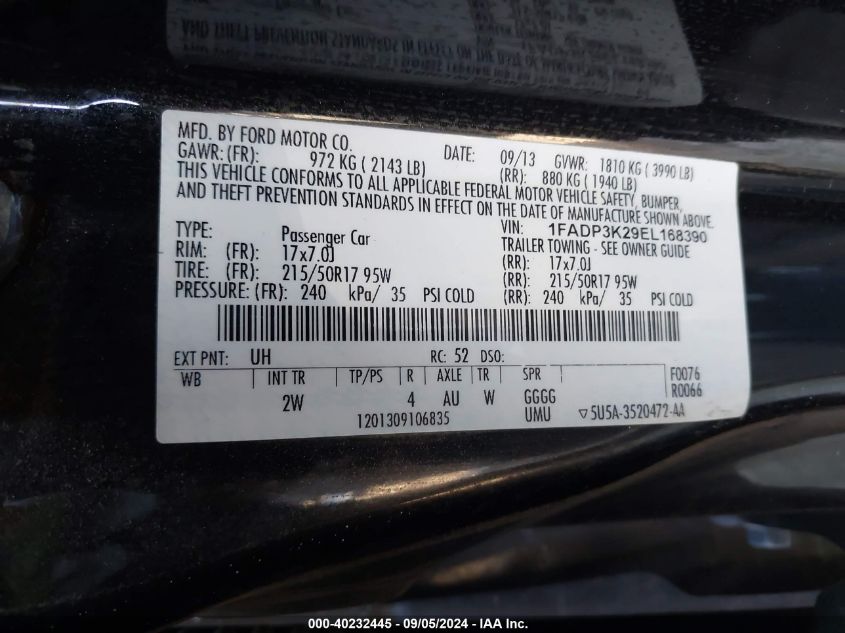 MFD. BY FORD MOTOR CO.
DATE: 09/13 GVWR: 1810 KG ( 3990 LB)
GAWR: (FR): 972 KG ( 2143 LB) (RR): 880 KG ( 1940 LB)
THIS VEHICLE CONFORMS TO ALL APPLICABLE FEDERAL MOTOR VEHICLE SAFETY, BUMPER,
AND THEFT PREVENTION STANDARDS IN EFFECT ON THE DATE OF MANUFACTURE SHOWN ABOVE.
VIN: 1FADP3K29EL168390
TYPE: Passenger Car TRAILER TOWING - SEE OWNER GUIDE
RIM: (FR): 17x7.0J (RR): 17x7.0J
TIRE: (FR): 215/50R17 95W (RR): 215/50R17 95W
PRESSURE: (FR): 240 kPa/ 35 PSI COLD (RR): 240 kPa/ 35 PSI COLD
EXT PNT: UH RC: 52 DSO:
WB INT TR TP/PS R AXLE TR SPR F0076
R0066
2W 4 AU W GGGG
1201309106835 UMU ▽5U5A-3520472-AA
000-40232445 - 09/05/2024 - IAA Inc.